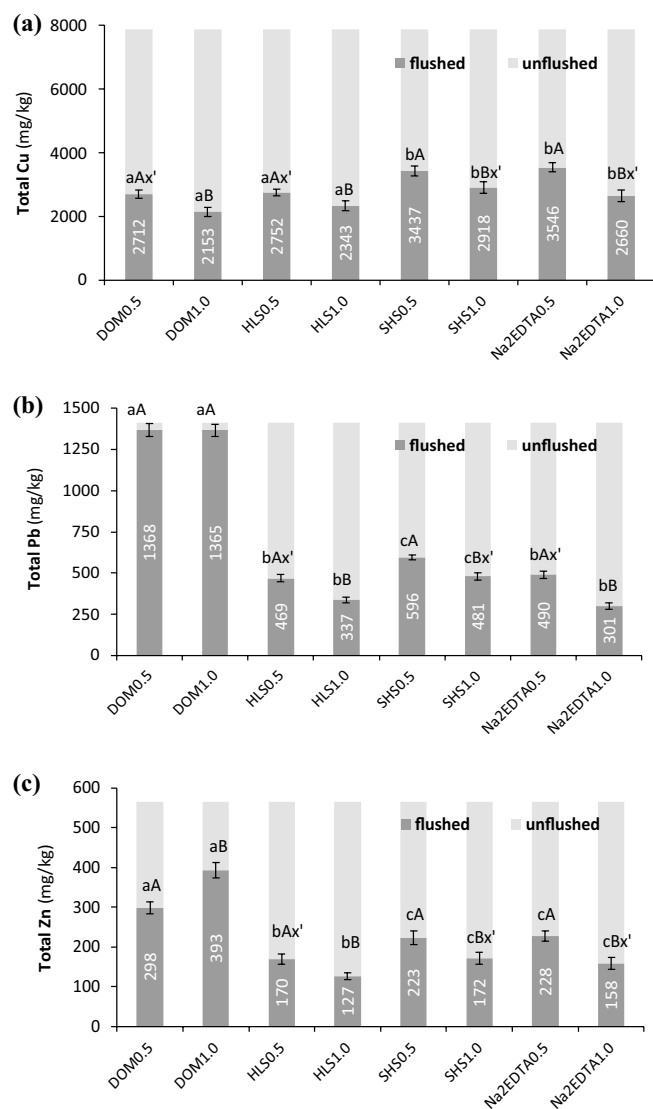 (a)
8000
6000
4000
2000
0
Total Cu (mg/kg)
flushed unflushed
aAx' aB aAx' aB bA bBx' bA bBx'
2712 2153 2752 2343 3437 2918 3546 2660
DOM0.5 DOM1.0 HLS0.5 HLS1.0 SHS0.5 SHS1.0 Na2EDTA0.5 Na2EDTA1.0
(b)
1500
1250
1000
750
500
250
0
Total Pb (mg/kg)
flushed unflushed
aA aA bAx' bB cA cBx' bAx' bB
1368 1365 469 337 596 481 490 301
DOM0.5 DOM1.0 HLS0.5 HLS1.0 SHS0.5 SHS1.0 Na2EDTA0.5 Na2EDTA1.0
(c)
600
500
400
300
200
100
0
Total Zn (mg/kg)
flushed unflushed
aA aB bAx' bB cA cBx' cA cBx'
298 393 170 127 223 172 228 158
DOM0.5 DOM1.0 HLS0.5 HLS1.0 SHS0.5 SHS1.0 Na2EDTA0.5 Na2EDTA1.0